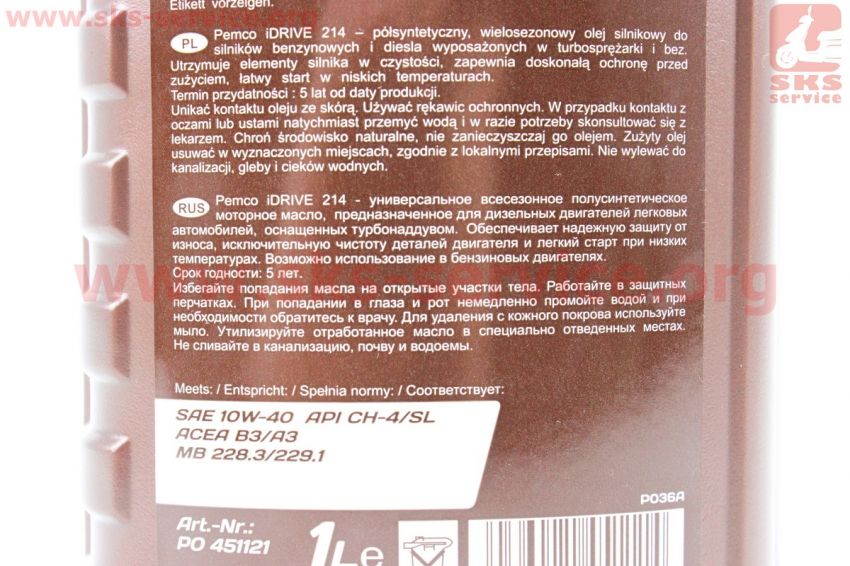 Etikett vorzeigen.
www.sks-service.org
SKS
service
PL Pemco iDRIVE 214 – półsyntetyczny, wielosezonowy olej silnikowy do
silników benzynowych i diesla wyposażonych w turbosprężarki i bez.
Utrzymuje elementy silnika w czystości, zapewnia doskonałą ochronę przed
zużyciem, łatwy start w niskich temperaturach.
Termin przydatności : 5 lat od daty produkcji.
Unikać kontaktu oleju ze skórą. Używać rękawic ochronnych. W przypadku kontaktu z
oczami lub ustami natychmiast przemyć wodą i w razie potrzeby skonsultować się z
lekarzem. Chroń środowisko naturalne, nie zanieczyszczaj go olejem. Zużyty olej
usuwać w wyznaczonych miejscach, zgodnie z lokalnymi przepisami. Nie wylewać do
kanalizacji, gleby i cieków wodnych.
RUS Pemco iDRIVE 214 - универсальное всесезонное полусинтетическое
моторное масло, предназначенное для дизельных двигателей легковых
автомобилей, оснащенных турбонаддувом. Обеспечивает надежную защиту от
износа, исключительную чистоту деталей двигателя и легкий старт при низких
температурах. Возможно использование в бензиновых двигателях.
Срок годности: 5 лет.
www.sks-service.org
Избегайте попадания масла на открытые участки тела. Работайте в защитных
перчатках. При попадании в глаза и рот немедленно промойте водой и при
необходимости обратитесь к врачу. Для удаления с кожного покрова используйте
мыло. Утилизируйте отработанное масло в специально отведенных местах.
Не сливайте в канализацию, почву и водоемы.
Meets: / Entspricht: / Spełnia normy: / Соответствует:
SAE 10W-40 API CH-4/SL
ACEA B3/A3
MB 228.3/229.1
P036A
Art.-Nr.:
PO 451121
1L e